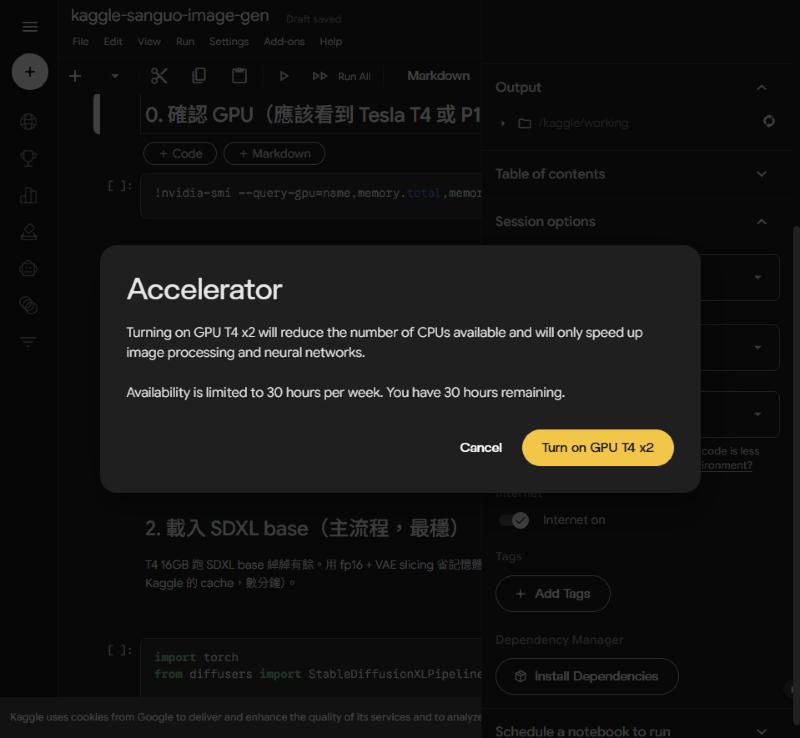 kaggle-sanguo-image-gen Draft saved
File Edit View Run Settings Add-ons Help
Run All Markdown
Output
0. 確認 GPU（應該看到 Tesla T4 或 P1
/kaggle/working
+ Code + Markdown
Table of contents
[ ]:
!nvidia-smi --query-gpu=name,memory.total,memor
Session options
Accelerator
Turning on GPU T4 x2 will reduce the number of CPUs available and will only speed up
image processing and neural networks.
Availability is limited to 30 hours per week. You have 30 hours remaining.
Cancel Turn on GPU T4 x2
code is less
ironment?
Internet
Internet on
2. 載入 SDXL base（主流程，最穩）
T4 16GB 跑 SDXL base 綽綽有餘。用 fp16 + VAE slicing 省記憶體
Kaggle 的 cache，數分鐘）。
Tags
+ Add Tags
Dependency Manager
Install Dependencies
[ ]:
import torch
from diffusers import StableDiffusionXLPipeline
Kaggle uses cookies from Google to deliver and enhance the quality of its services and to analyze
Schedule a notebook to run